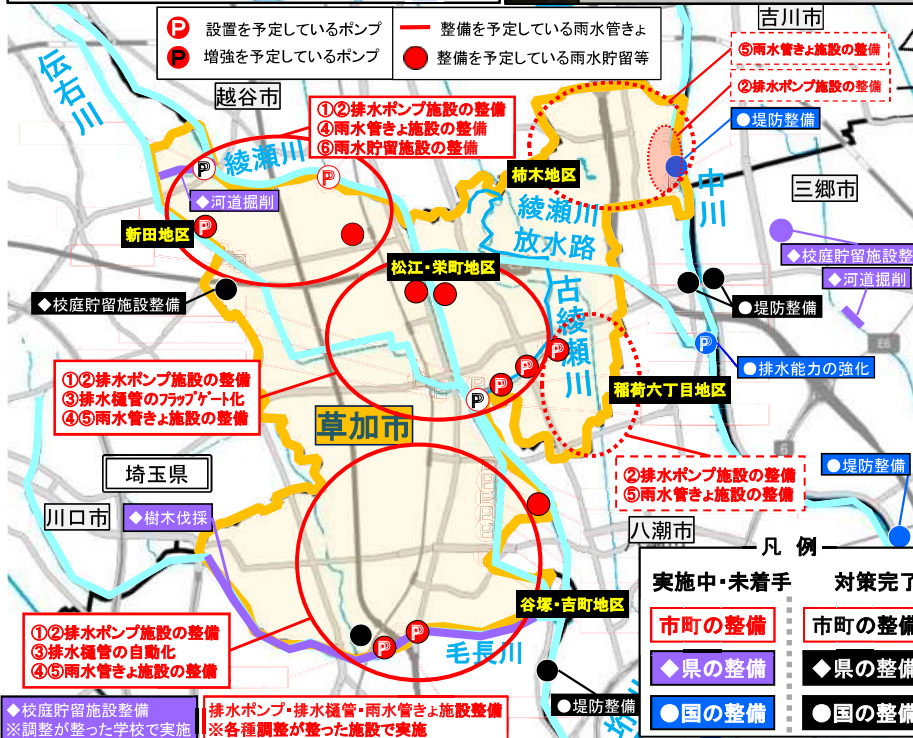 P 設置を予定しているポンプ
P 増強を予定しているポンプ
整備を予定している雨水管きょ
整備を予定している雨水貯留等
吉川市
⑤雨水管きょ施設の整備
②排水ポンプ施設の整備
●堤防整備
伝右川
越谷市
①②排水ポンプ施設の整備
④雨水管きょ施設の整備
⑥雨水貯留施設の整備
P
綾瀬川
P
◆河道掘削
新田地区
P
柿木地区
中川
三郷市
綾瀬川
放水路
◆校庭貯留施設整
◆河道掘削
松江・栄町地区
◆校庭貯留施設整備
●堤防整備
古綾瀬川
E6
P
●排水能力の強化
P
P
P
P
①②排水ポンプ施設の整備
③排水樋管のフラップゲート化
④⑤雨水管きょ施設の整備
稲荷六丁目地区
草加市
6
②排水ポンプ施設の整備
⑤雨水管きょ施設の整備
●堤防整備
埼玉県
川口市
◆樹木伐採
八潮市
谷塚・吉町地区
①②排水ポンプ施設の整備
③排水樋管の自動化
④⑤雨水管きょ施設の整備
P
P
毛長川
●堤防整備
◆校庭貯留施設整備
※調整が整った学校で実施
排水ポンプ・排水樋管・雨水管きょ施設整備
※各種調整が整った施設で実施
凡 例
実施中・未着手
対策完了
市町の整備
市町の整備
◆県の整備
◆県の整備
●国の整備
●国の整備